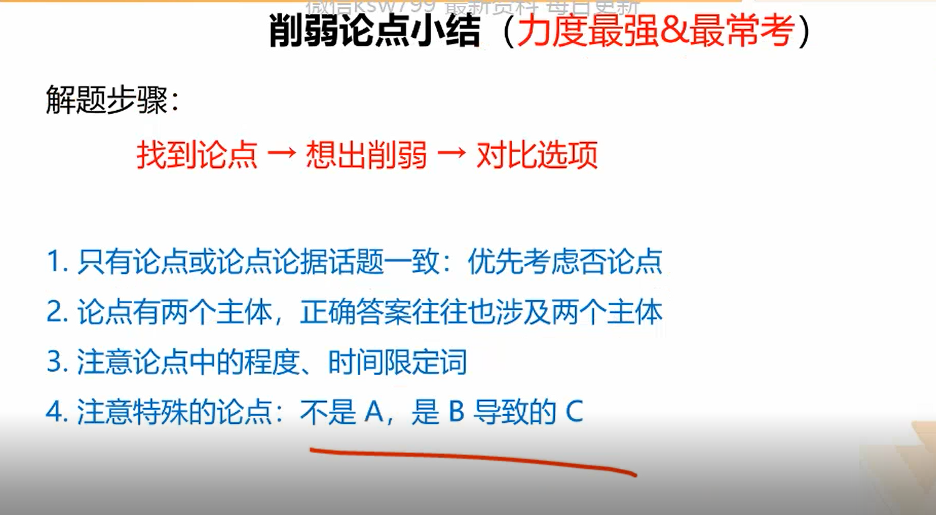 微信ksw799 最新资料 每日更新
削弱论点小结（力度最强&最常考）
解题步骤：
找到论点 → 想出削弱 → 对比选项
1. 只有论点或论点论据话题一致：优先考虑否论点
2. 论点有两个主体，正确答案往往也涉及两个主体
3. 注意论点中的程度、时间限定词
4. 注意特殊的论点：不是 A，是 B 导致的 C